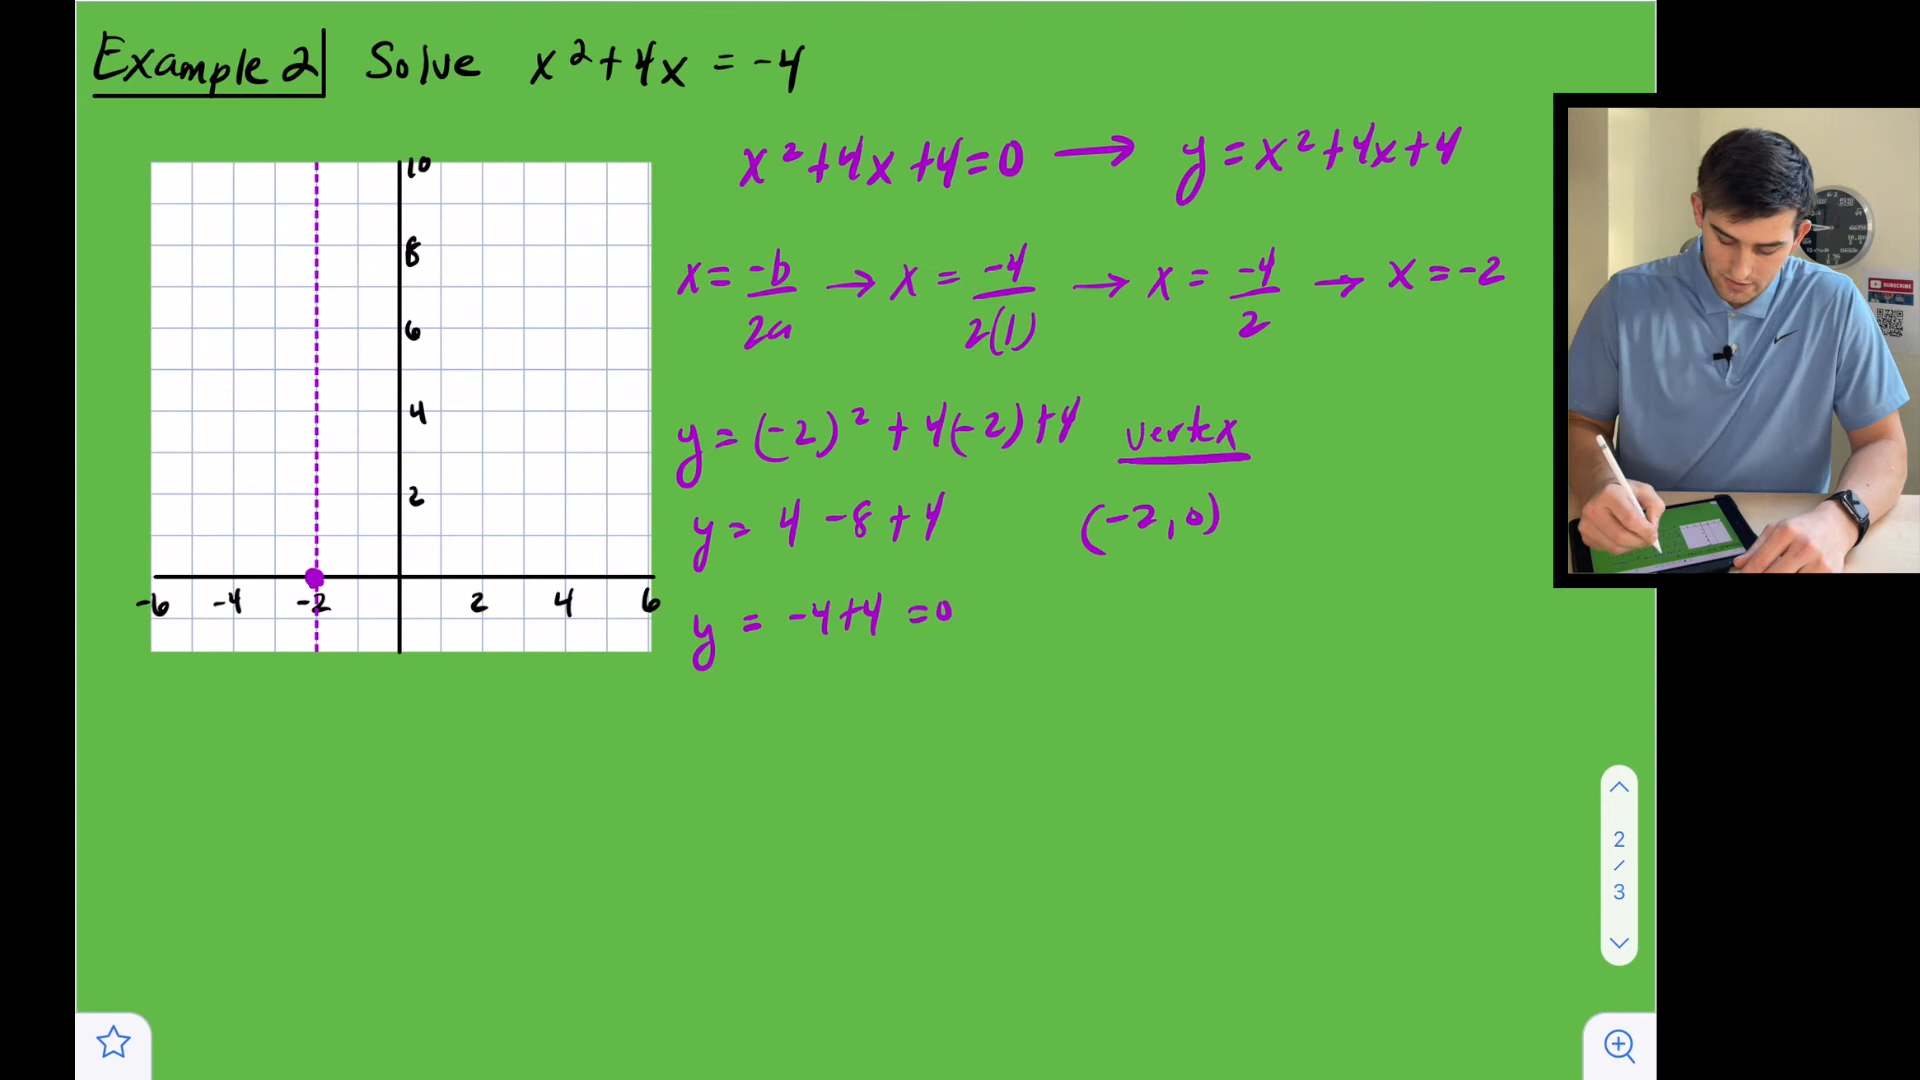 Example 2 Solve x²+4x = -4
x²+4x+4=0 → y=x²+4x+4
x = -b/2a → x = -4/2(1) → x = -4/2 → x = -2
y = (-2)² + 4(-2)+4 vertex
y = 4 - 8 + 4 (-2, 0)
y = -4+4 = 0
10
8
6
4
2
-6 -4 -2 2 4 6
SUBSCRIBE
2
/
3